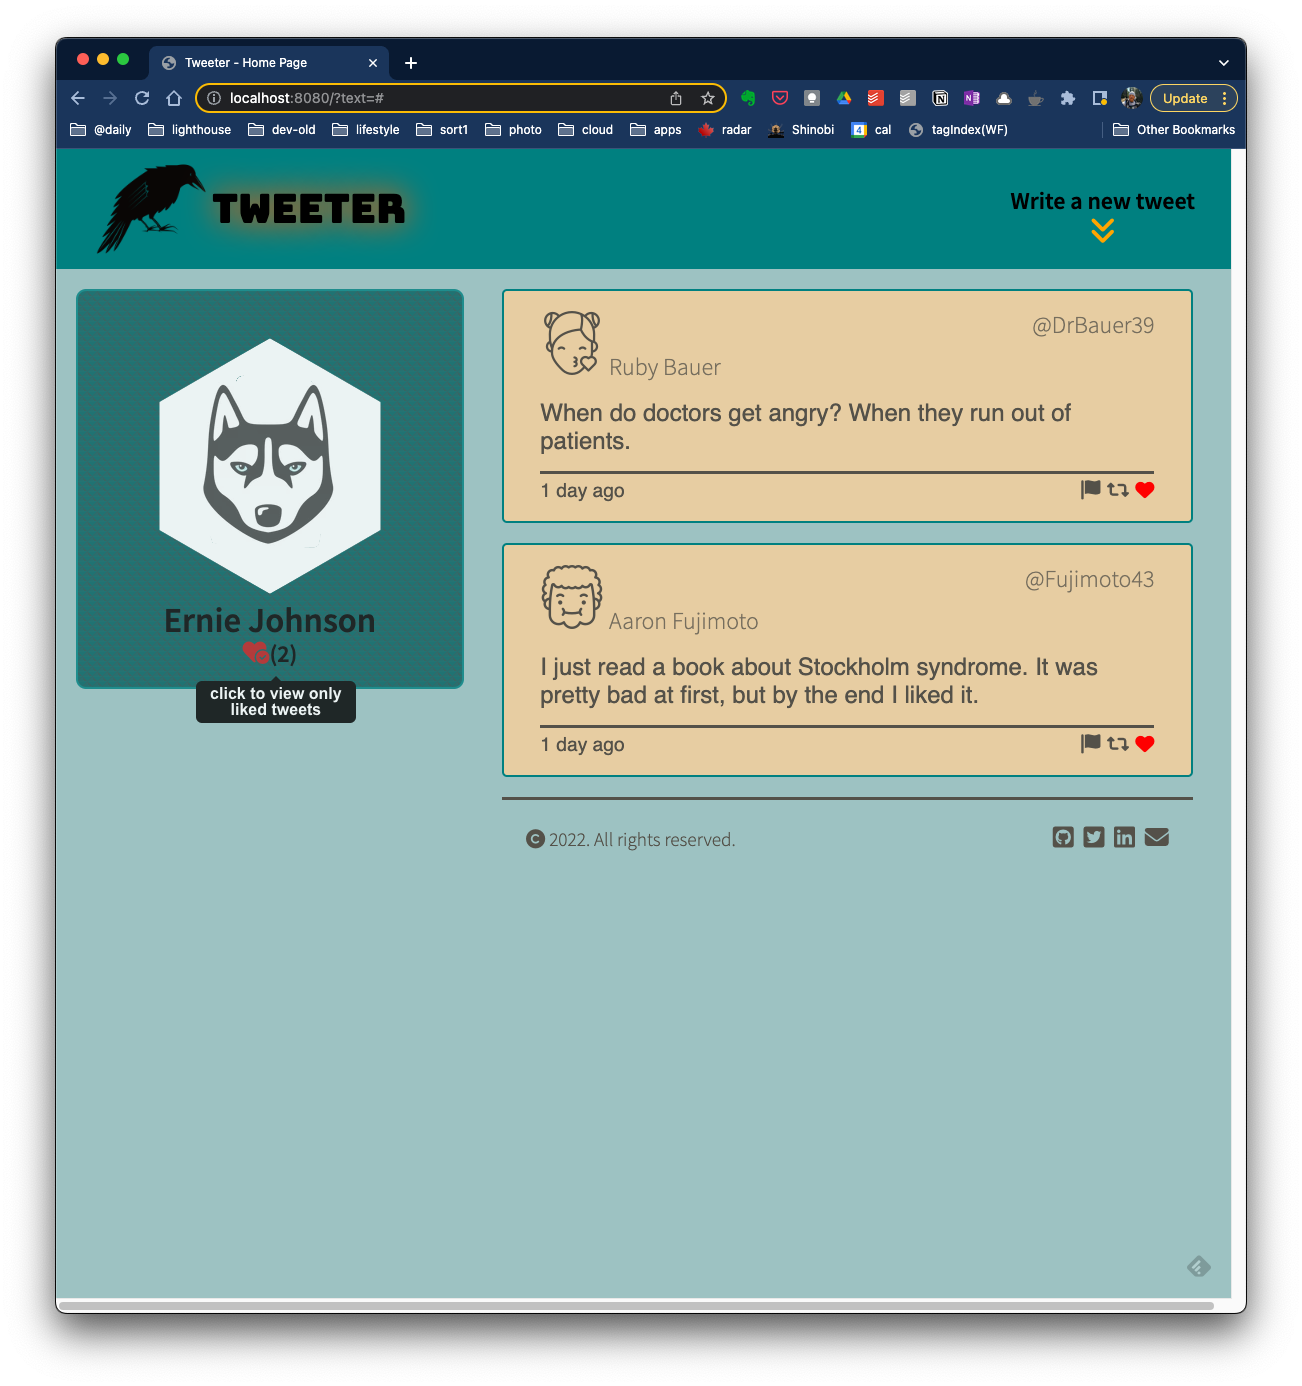 Tweeter - Home Page
localhost:8080/?text=#
Update
@daily lighthouse dev-old lifestyle sort1 photo cloud apps radar Shinobi cal tagIndex(WF) Other Bookmarks
TWEETER
Write a new tweet
Ernie Johnson
(2)
click to view only
liked tweets
@DrBauer39
Ruby Bauer
When do doctors get angry? When they run out of
patients.
1 day ago
@Fujimoto43
Aaron Fujimoto
I just read a book about Stockholm syndrome. It was
pretty bad at first, but by the end I liked it.
1 day ago
© 2022. All rights reserved.